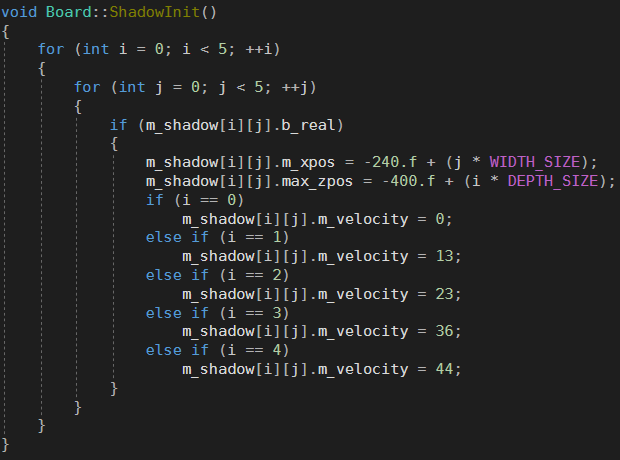 void Board::ShadowInit()
{
    for (int i = 0; i < 5; ++i)
    {
        for (int j = 0; j < 5; ++j)
        {
            if (m_shadow[i][j].b_real)
            {
                m_shadow[i][j].m_xpos = -240.f + (j * WIDTH_SIZE);
                m_shadow[i][j].max_zpos = -400.f + (i * DEPTH_SIZE);
                if (i == 0)
                    m_shadow[i][j].m_velocity = 0;
                else if (i == 1)
                    m_shadow[i][j].m_velocity = 13;
                else if (i == 2)
                    m_shadow[i][j].m_velocity = 23;
                else if (i == 3)
                    m_shadow[i][j].m_velocity = 36;
                else if (i == 4)
                    m_shadow[i][j].m_velocity = 44;
            }
        }
    }
}